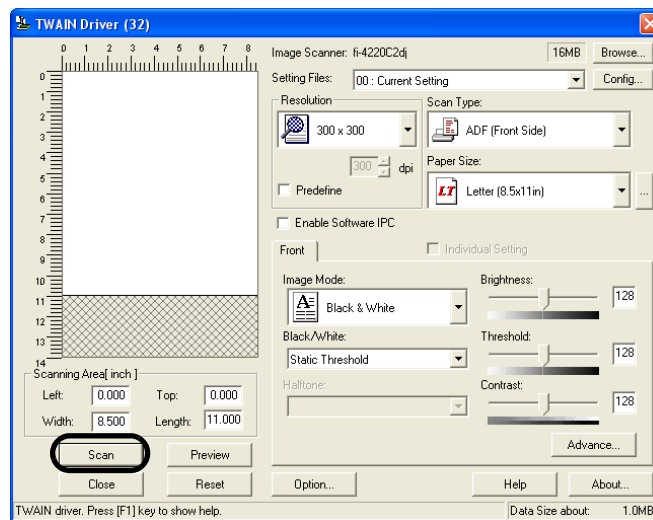 TWAIN Driver (32)
0 1 2 3 4 5 6 7 8
0
1
2
3
4
5
6
7
8
9
10
11
12
13
14
Scanning Area[ inch ]
Left: 0.000 Top: 0.000
Width: 8.500 Length: 11.000
Scan Preview
Close Reset
Image Scanner: fi-4220C2dj 16MB Browse...
Setting Files: 00 : Current Setting Config...
Resolution
300 x 300
300 dpi
Predefine
Scan Type:
ADF (Front Side)
Paper Size:
LT Letter (8.5x11in) ...
Enable Software IPC
Front Individual Setting
Image Mode:
A Black & White
Black/White:
Static Threshold
Halftone:
Brightness:
128
Threshold:
128
Contrast:
128
Advance...
Option... Help About...
TWAIN driver. Press [F1] key to show help. Data Size about: 1.0MB